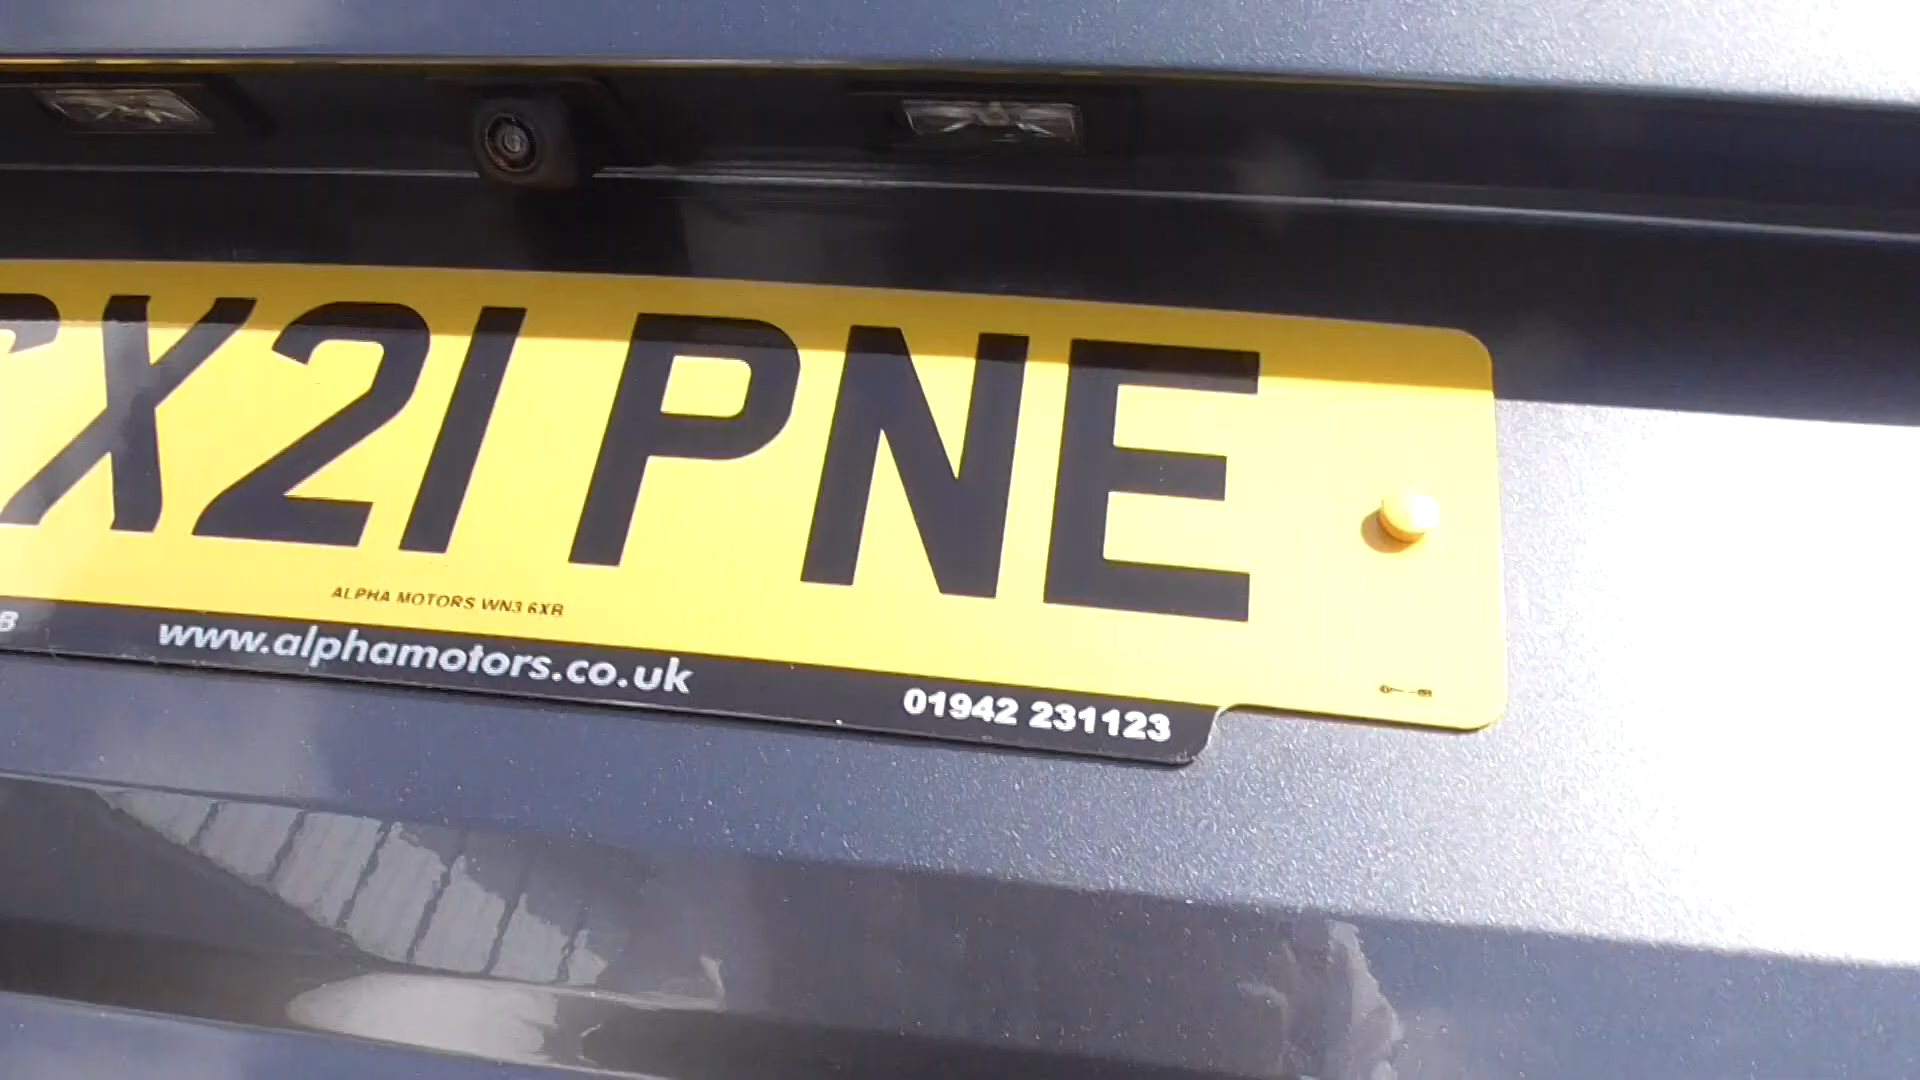 X21 PNE
ALPHA MOTORS WN3 6XB
B
www.alphamotors.co.uk
01942 231123